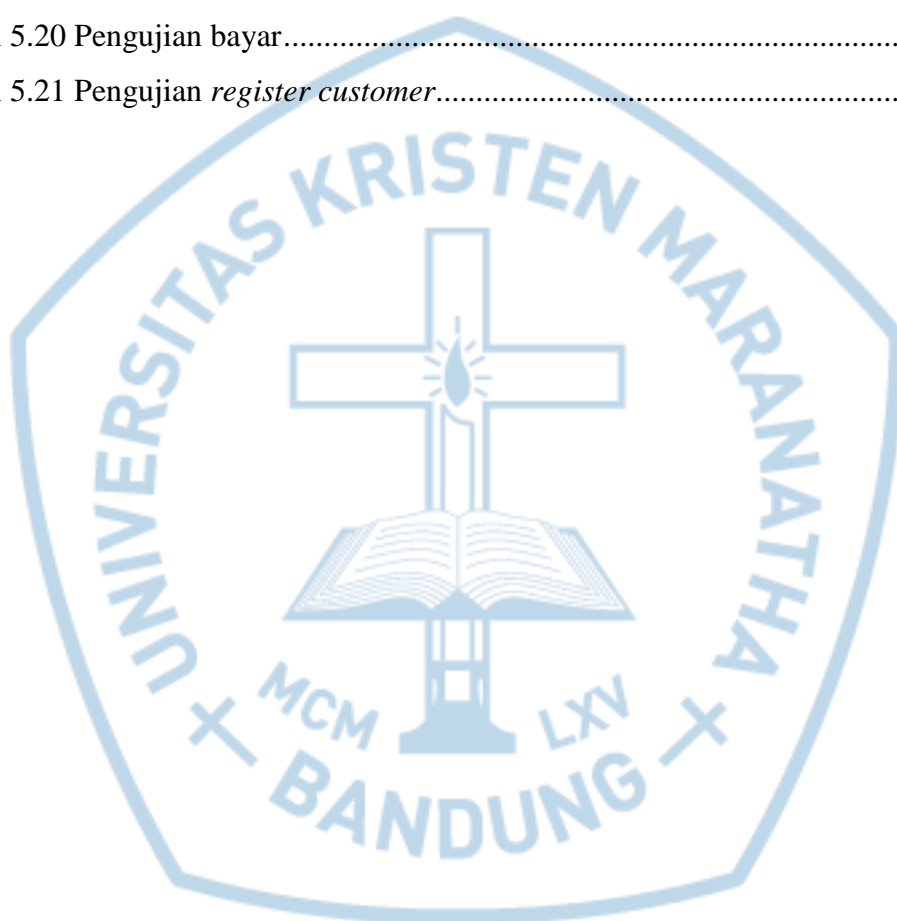 5.20 Pengujian bayar
5.21 Pengujian register customer
UNIVERSITAS KRISTEN MARANATHA
MCM LXV
BANDUNG